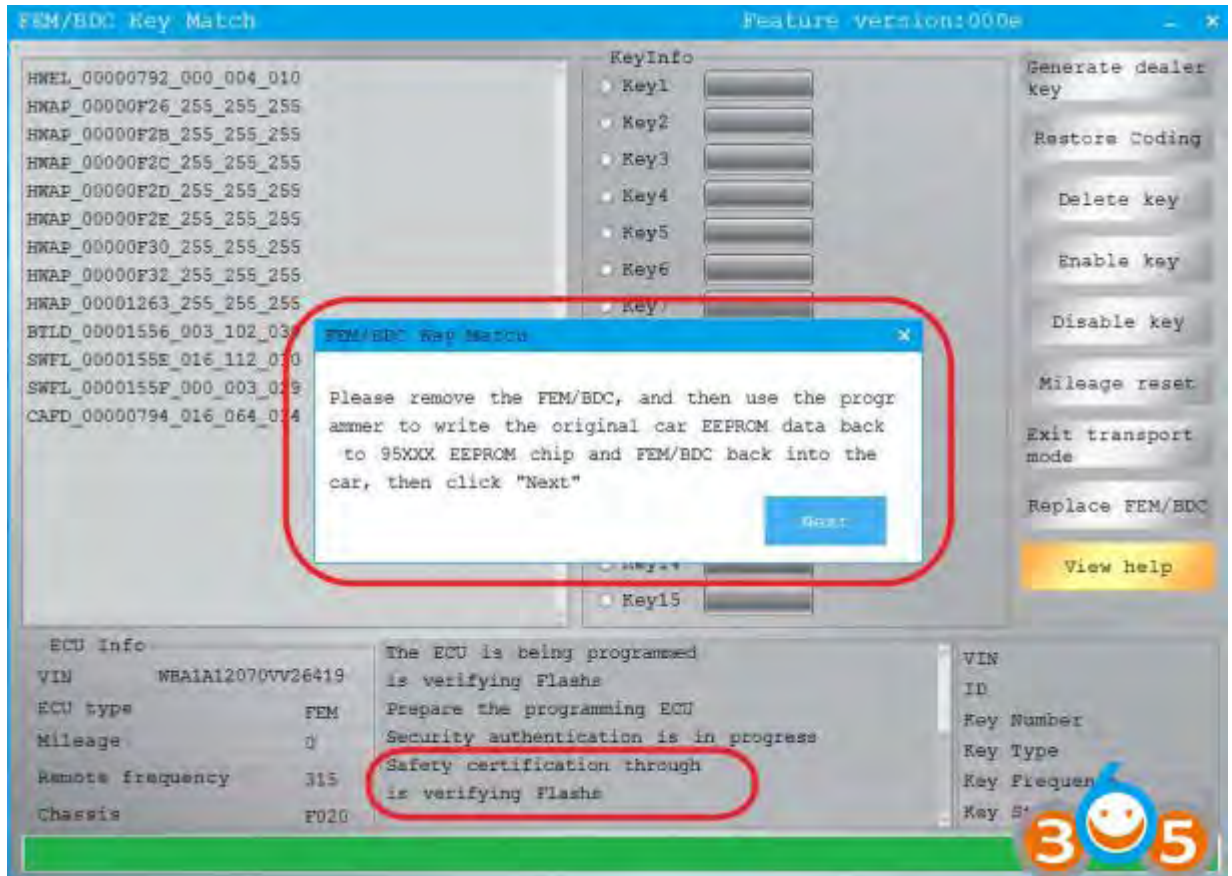 FEM/BDC Key Match
Feature version:000e
HWEL_00000792_000_004_010
HWAP_00000F26_255_255_255
HWAP_00000F2B_255_255_255
HWAP_00000F2C_255_255_255
HWAP_00000F2D_255_255_255
HWAP_00000F2E_255_255_255
HWAP_00000F30_255_255_255
HWAP_00000F32_255_255_255
HWAP_00001263_255_255_255
BTLD_00001556_003_102_03
SWFL_0000155E_016_112_0
SWFL_0000155F_000_003_029
CAFD_00000794_016_064_0
KeyInfo
Key1
Key2
Key3
Key4
Key5
Key6
Key7
Key14
Key15
Generate dealer
key
Restore Coding
Delete key
Enable key
Disable key
Mileage reset
Exit transport
mode
Replace FEM/BDC
View help
FEM/BDC Key Match
Please remove the FEM/BDC, and then use the progr
ammer to write the original car EEPROM data back
to 95XXX EEPROM chip and FEM/BDC back into the
car, then click "Next"
Next
ECU Info
VIN WBA1A12070VV26419
ECU type FEM
Mileage 0
Remote frequency 315
Chassis F020
The ECU is being programmed
is verifying Flashs
Prepare the programming ECU
Security authentication is in progress
Safety certification through
is verifying Flashs
VIN
ID
Key Number
Key Type
Key Frequen
Key S
365